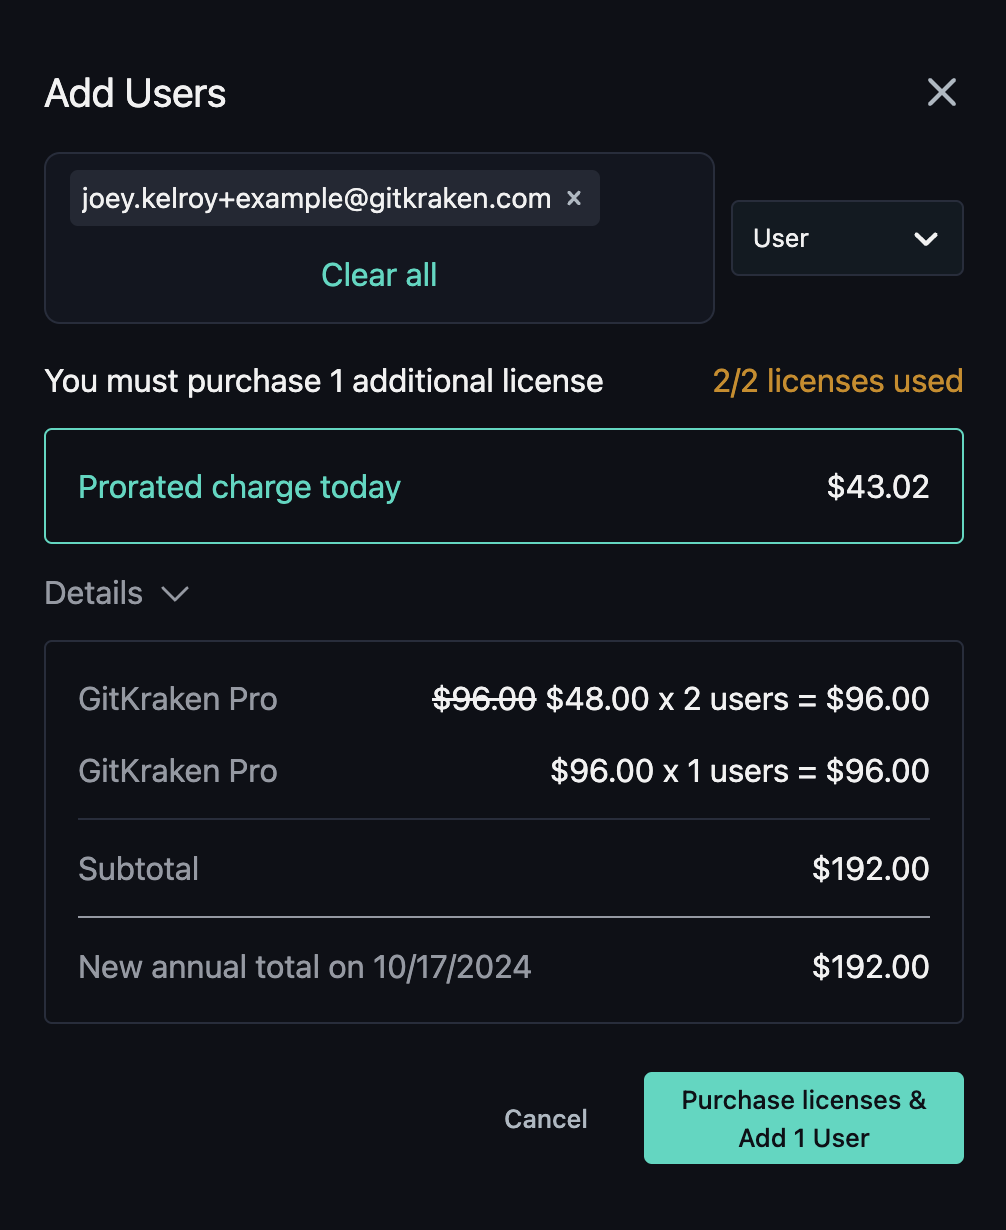 Add Users
joey.kelroy+example@gitkraken.com ×
Clear all
User
You must purchase 1 additional license 2/2 licenses used
Prorated charge today $43.02
Details
GitKraken Pro $96.00 $48.00 x 2 users = $96.00
GitKraken Pro $96.00 x 1 users = $96.00
Subtotal $192.00
New annual total on 10/17/2024 $192.00
Cancel
Purchase licenses &
Add 1 User